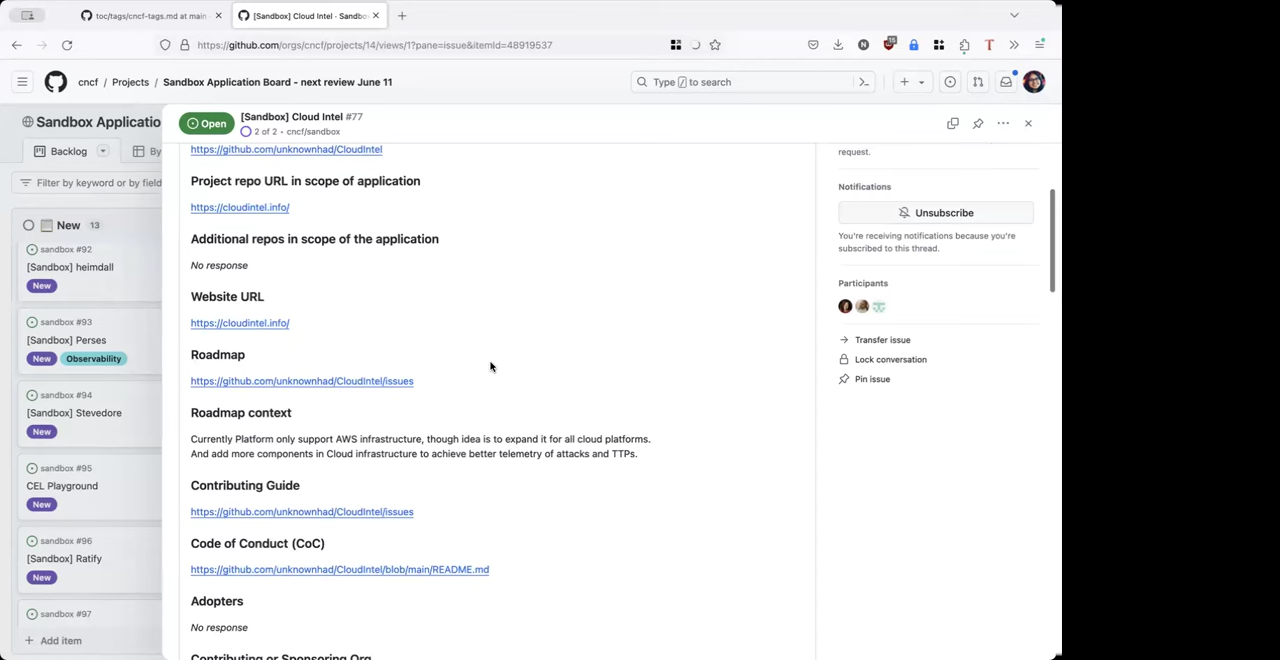 toc/tags/cncf-tags.md at main
[Sandbox] Cloud Intel · Sandbo
https://github.com/orgs/cncf/projects/14/views/1?pane=issue&itemId=48919537
15
N
T
cncf / Projects / Sandbox Application Board - next review June 11
Type / to search
Sandbox Applicatio
Open
[Sandbox] Cloud Intel #77
2 of 2 • cncf/sandbox
Backlog
By
Filter by keyword or by field
New 13
sandbox #92
[Sandbox] heimdall
New
sandbox #93
[Sandbox] Perses
New
Observability
sandbox #94
[Sandbox] Stevedore
New
sandbox #95
CEL Playground
New
sandbox #96
[Sandbox] Ratify
New
sandbox #97
+ Add item
https://github.com/unknownhad/CloudIntel
Project repo URL in scope of application
https://cloudintel.info/
Additional repos in scope of the application
No response
Website URL
https://cloudintel.info/
Roadmap
https://github.com/unknownhad/CloudIntel/issues
Roadmap context
Currently Platform only support AWS infrastructure, though idea is to expand it for all cloud platforms.
And add more components in Cloud infrastructure to achieve better telemetry of attacks and TTPs.
Contributing Guide
https://github.com/unknownhad/CloudIntel/issues
Code of Conduct (CoC)
https://github.com/unknownhad/CloudIntel/blob/main/README.md
Adopters
No response
Contributing or Sponsoring Org
request.
Notifications
Unsubscribe
You're receiving notifications because you're
subscribed to this thread.
Participants
Transfer issue
Lock conversation
Pin issue